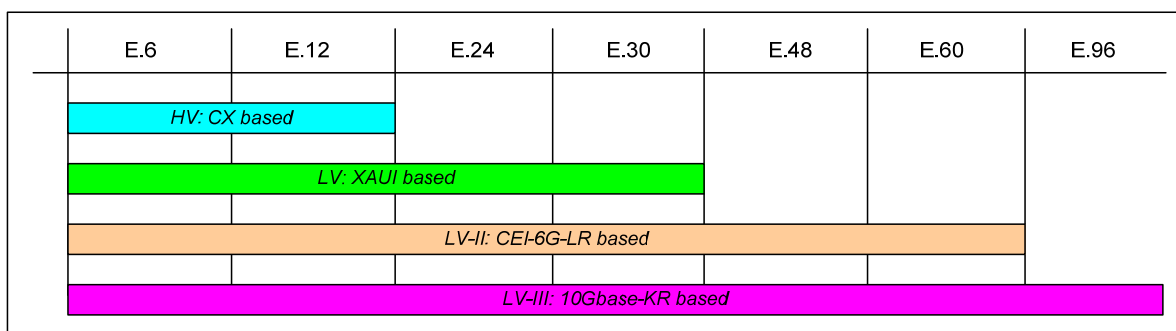 E.6 E.12 E.24 E.30 E.48 E.60 E.96
HV: CX based
LV: XAUI based
LV-II: CEI-6G-LR based
LV-III: 10Gbase-KR based